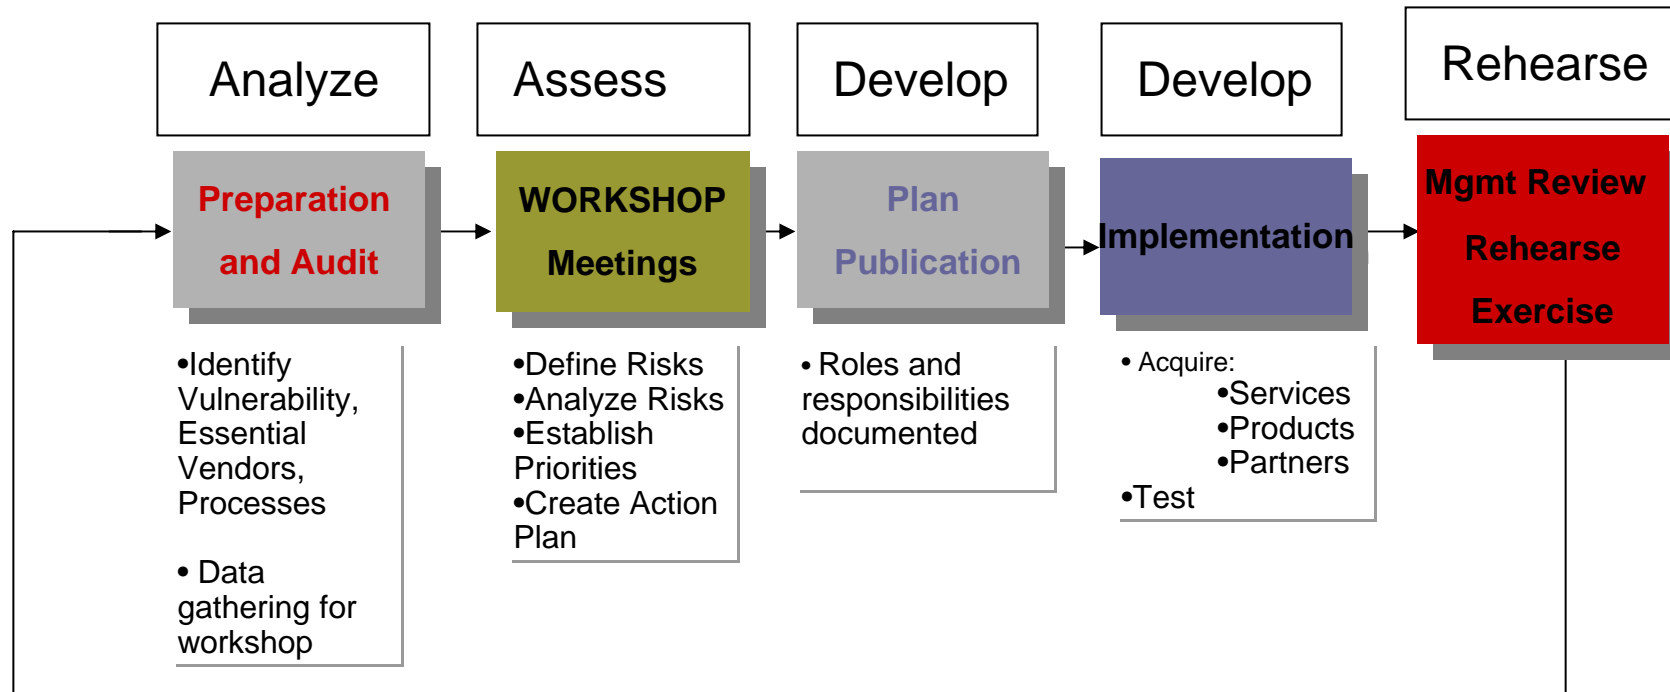 Analyze
Assess
Develop
Develop
Rehearse
Preparation
and Audit
WORKSHOP
Meetings
Plan
Publication
Implementation
Mgmt Review
Rehearse
Exercise
•Identify
Vulnerability,
Essential
Vendors,
Processes
• Data
gathering for
workshop
•Define Risks
•Analyze Risks
•Establish
Priorities
•Create Action
Plan
• Roles and
responsibilities
documented
• Acquire:
•Services
•Products
•Partners
•Test